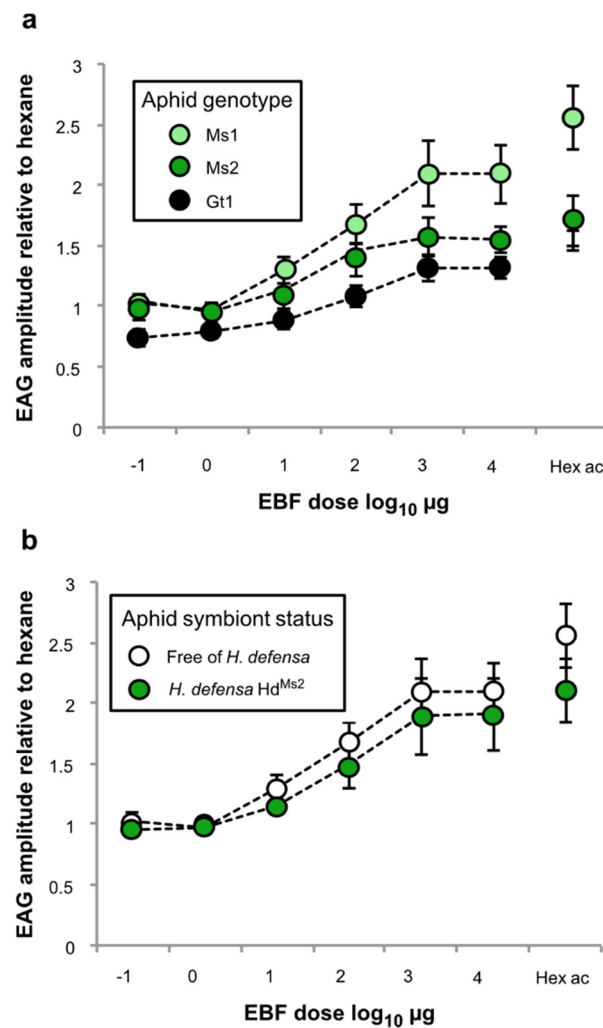 a
EAG amplitude relative to hexane
3
2.5
2
1.5
1
0.5
0
Aphid genotype
Ms1
Ms2
Gt1
-1 0 1 2 3 4 Hex ac
EBF dose log₁₀ µg
b
EAG amplitude relative to hexane
3
2.5
2
1.5
1
0.5
0
Aphid symbiont status
Free of H. defensa
H. defensa Hdᴹˢ²
-1 0 1 2 3 4 Hex ac
EBF dose log₁₀ µg